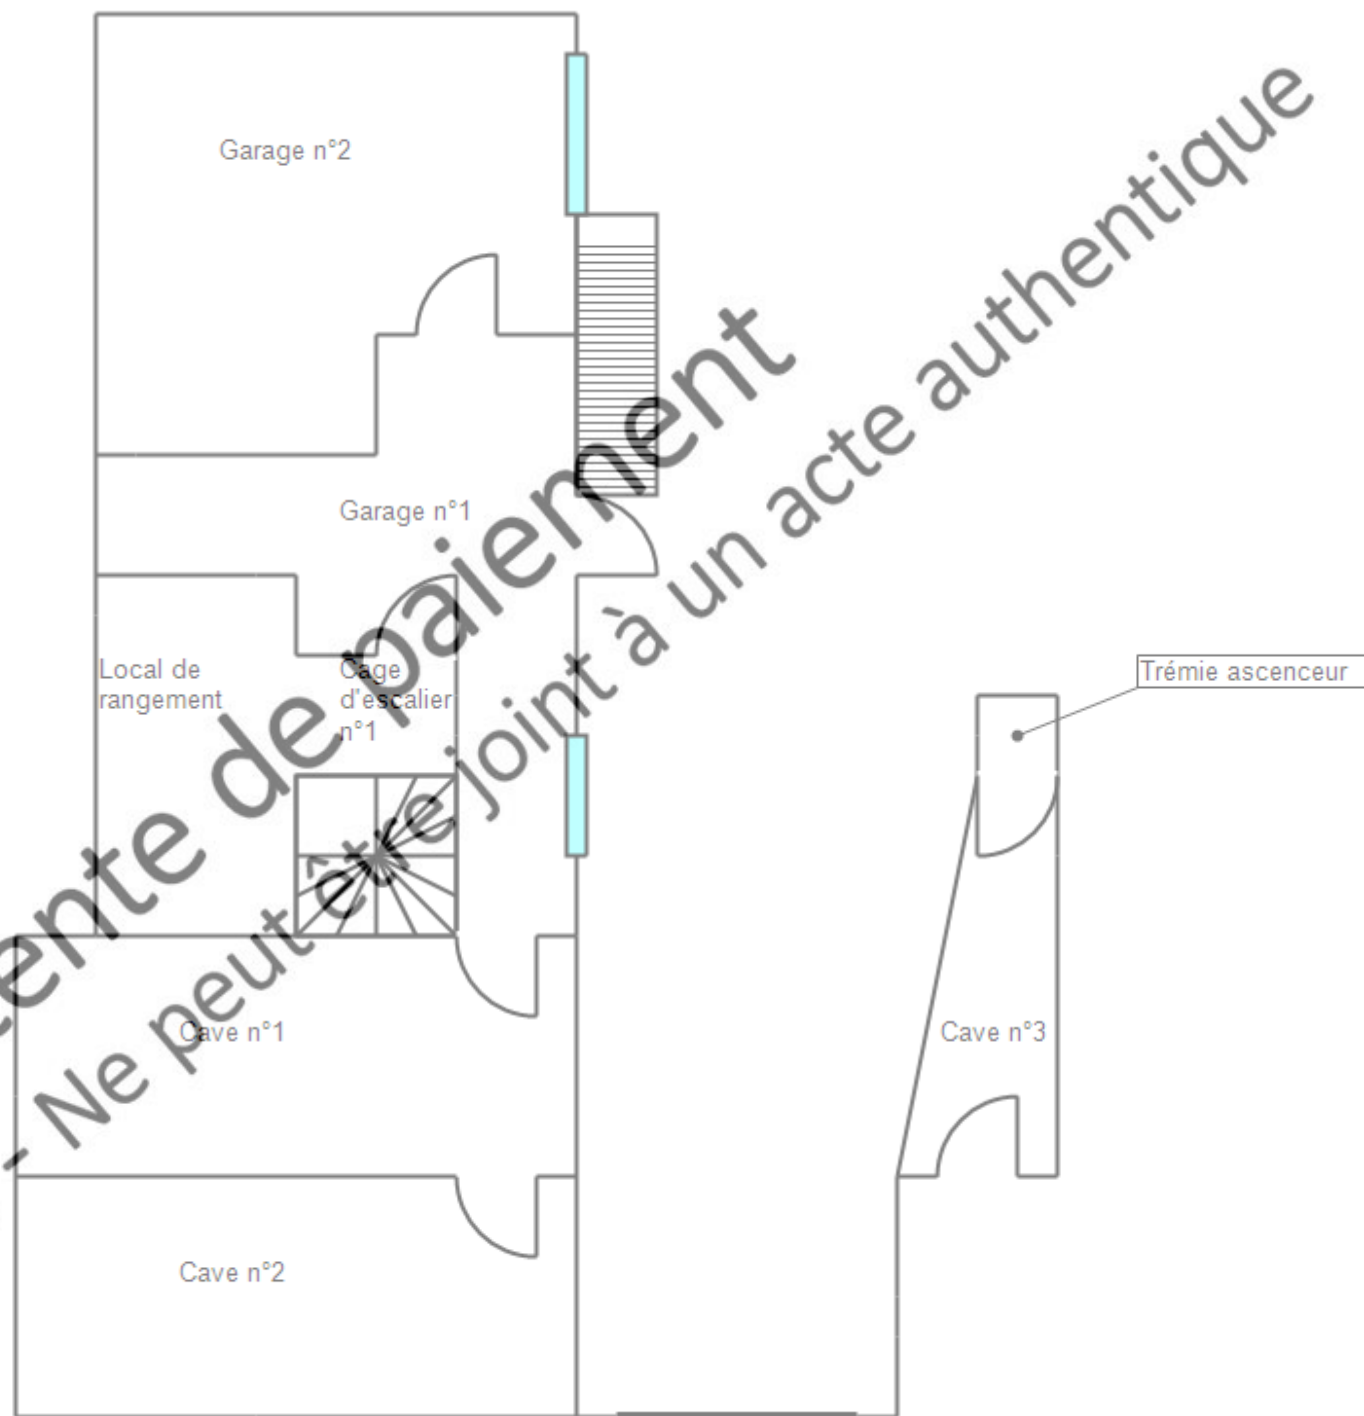 Garage n°2
Garage n°1
Local de
rangement
Cage
d'escalier
n°1
Trémie ascenceur
Cave n°1
Cave n°3
Cave n°2
de paiement
- Ne peut être joint à un acte authentique